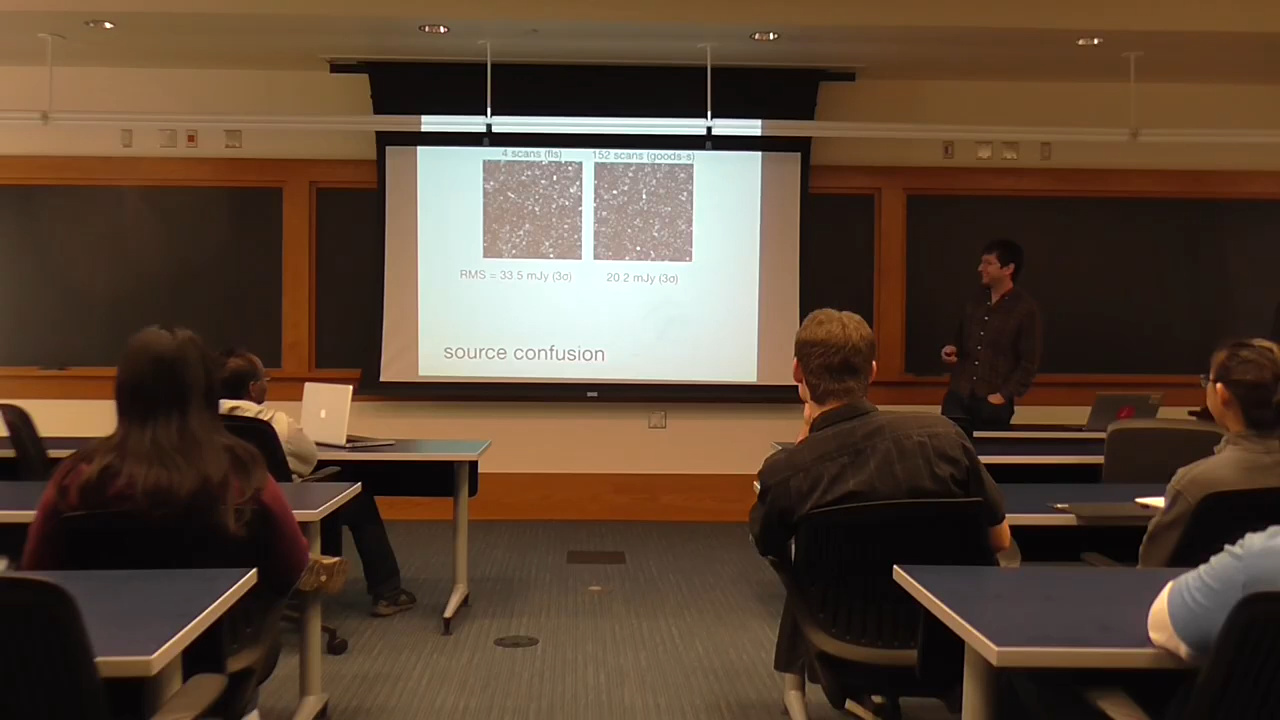 4 scans (fls)
152 scans (goods-s)
RMS = 33.5 mJy (3σ)
20.2 mJy (3σ)
source confusion